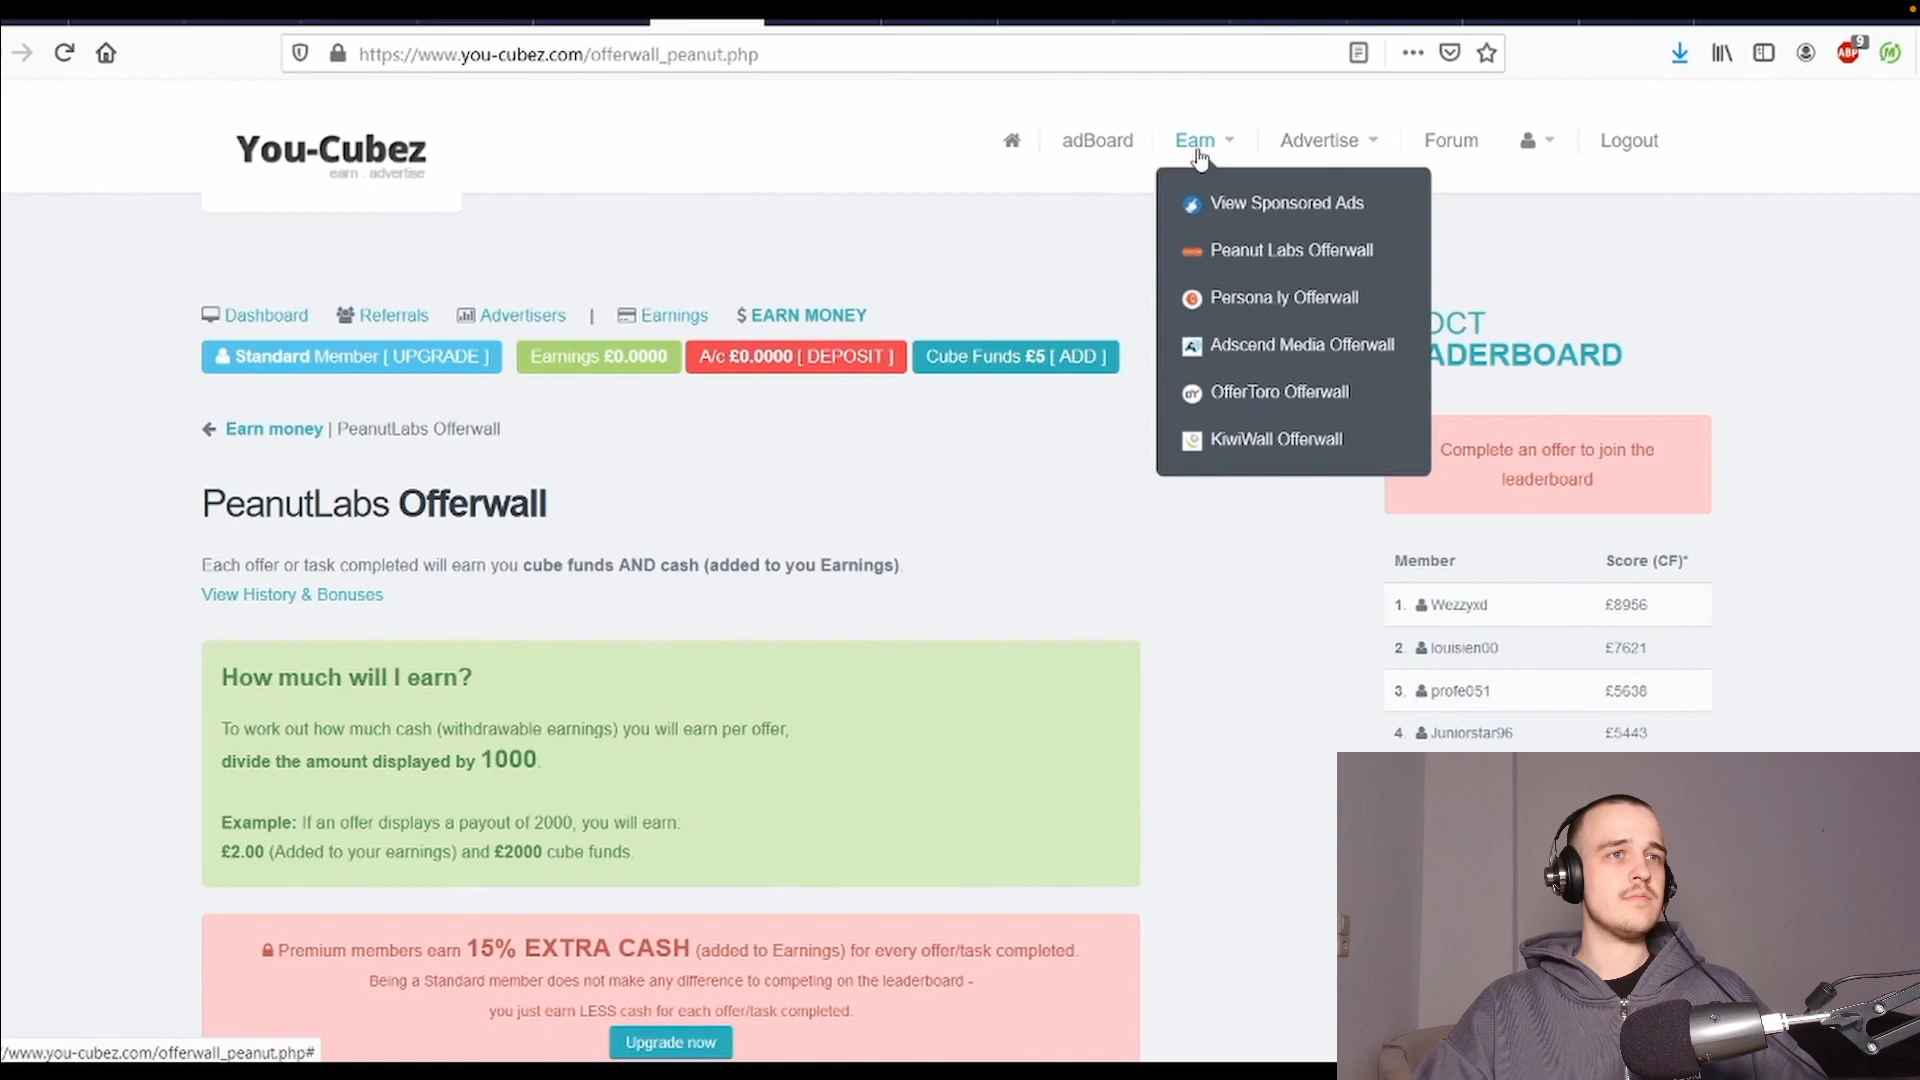 https://www.you-cubez.com/offerwall_peanut.php
ABP
9
You-Cubez
earn . advertise
adBoard
Earn
Advertise
Forum
Logout
View Sponsored Ads
Peanut Labs Offerwall
Persona.ly Offerwall
Adscend Media Offerwall
OfferToro Offerwall
KiwiWall Offerwall
Dashboard
Referrals
Advertisers
|
Earnings
$ EARN MONEY
Standard Member [ UPGRADE ]
Earnings £0.0000
A/c £0.0000 [ DEPOSIT ]
Cube Funds £5 [ ADD ]
OCT
ADERBOARD
Earn money | PeanutLabs Offerwall
Complete an offer to join the
leaderboard
PeanutLabs Offerwall
Each offer or task completed will earn you cube funds AND cash (added to you Earnings).
View History & Bonuses
Member Score (CF)*
1. Wezzyxd £8956
2. louisien00 £7621
3. profe051 £5638
4. Juniorstar96 £5443
How much will I earn?
To work out how much cash (withdrawable earnings) you will earn per offer,
divide the amount displayed by 1000.
Example: If an offer displays a payout of 2000, you will earn:
£2.00 (Added to your earnings) and £2000 cube funds.
Premium members earn 15% EXTRA CASH (added to Earnings) for every offer/task completed.
Being a Standard member does not make any difference to competing on the leaderboard -
you just earn LESS cash for each offer/task completed.
Upgrade now
/www.you-cubez.com/offerwall_peanut.php#